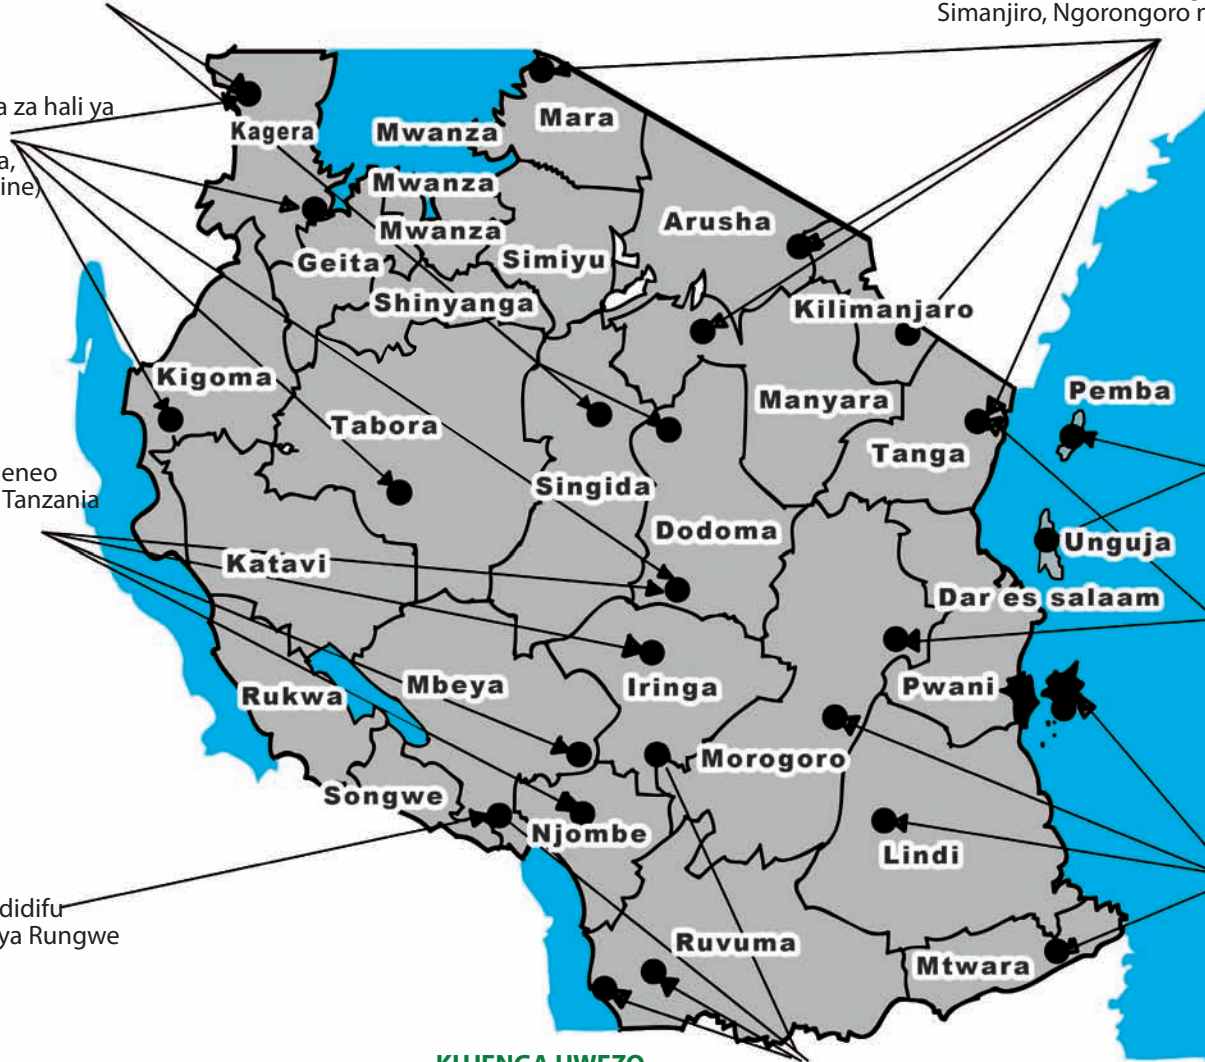 Simanjiro, Ngorongoro
a za hali ya
a,
ine)
Kagera
Mwanza
Mara
Mwanza
Mwanza
Arusha
Geita
Simiyu
Shinyanga
Kilimanjaro
Kigoma
Tabora
Manyara
Pemba
Tanga
eneo
Tanzania
Singida
Dodoma
Unguja
Katavi
Dar es salaam
Rukwa
Mbeya
Iringa
Pwani
Morogoro
Songwe
Njombe
Lindi
didifu
ya Rungwe
Ruvuma
Mtwara
KUJENGA UWEZO